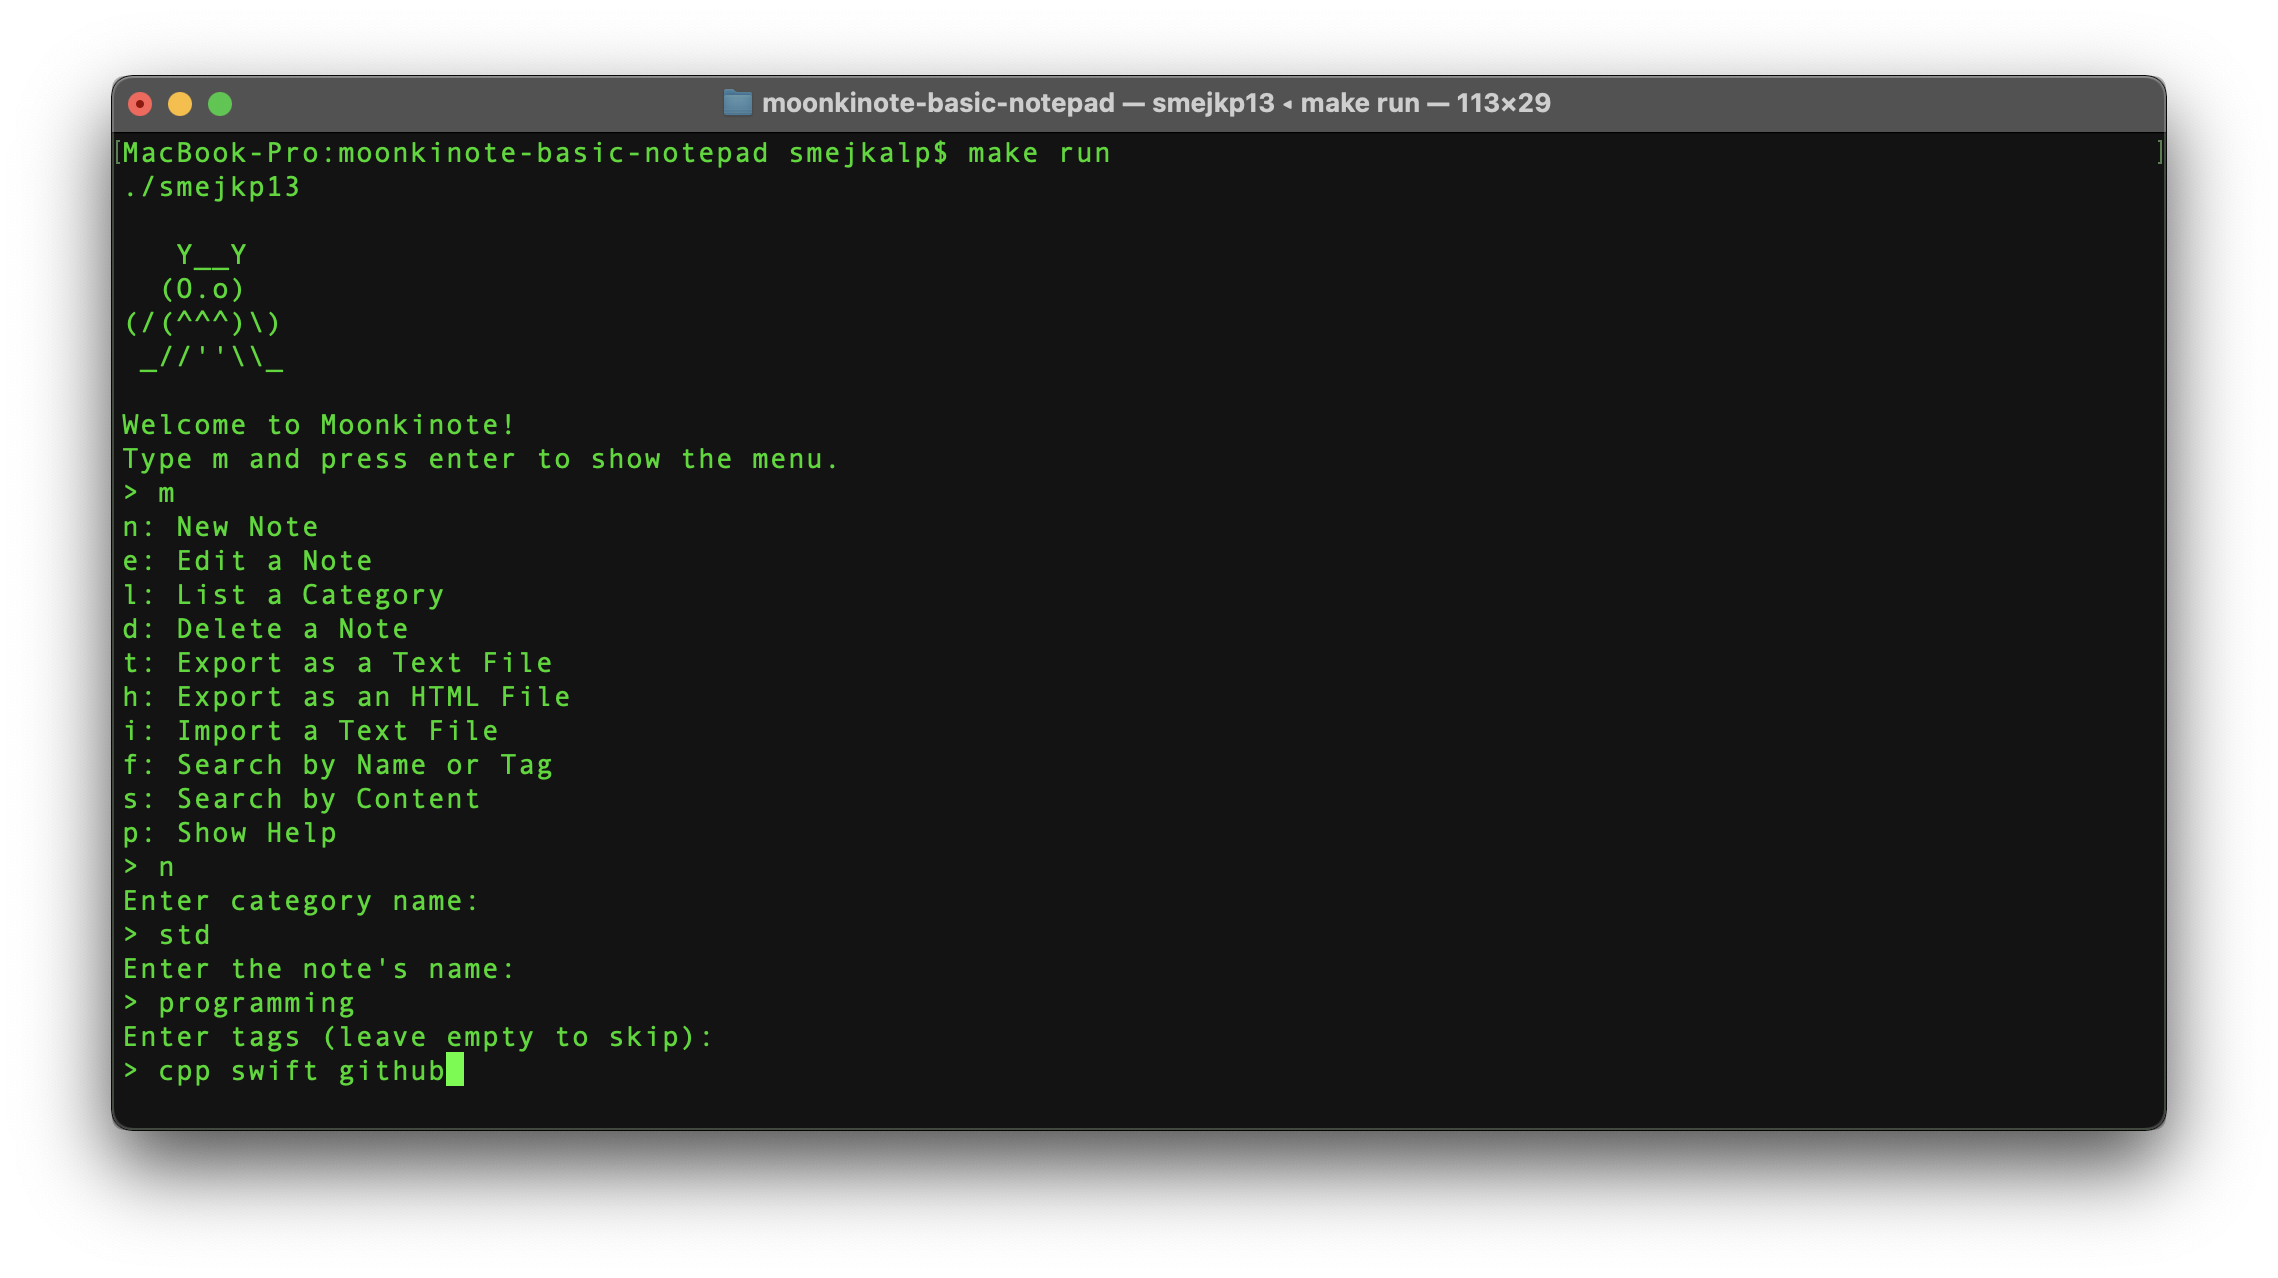 moonkinote-basic-notepad — smejkp13 ◂ make run — 113×29
[MacBook-Pro:moonkinote-basic-notepad smejkalp$ make run ]
./smejkp13
   Y__Y
  (O.o)
(/(^^^)\)
 _//''\\_
Welcome to Moonkinote!
Type m and press enter to show the menu.
> m
n: New Note
e: Edit a Note
l: List a Category
d: Delete a Note
t: Export as a Text File
h: Export as an HTML File
i: Import a Text File
f: Search by Name or Tag
s: Search by Content
p: Show Help
> n
Enter category name:
> std
Enter the note's name:
> programming
Enter tags (leave empty to skip):
> cpp swift github